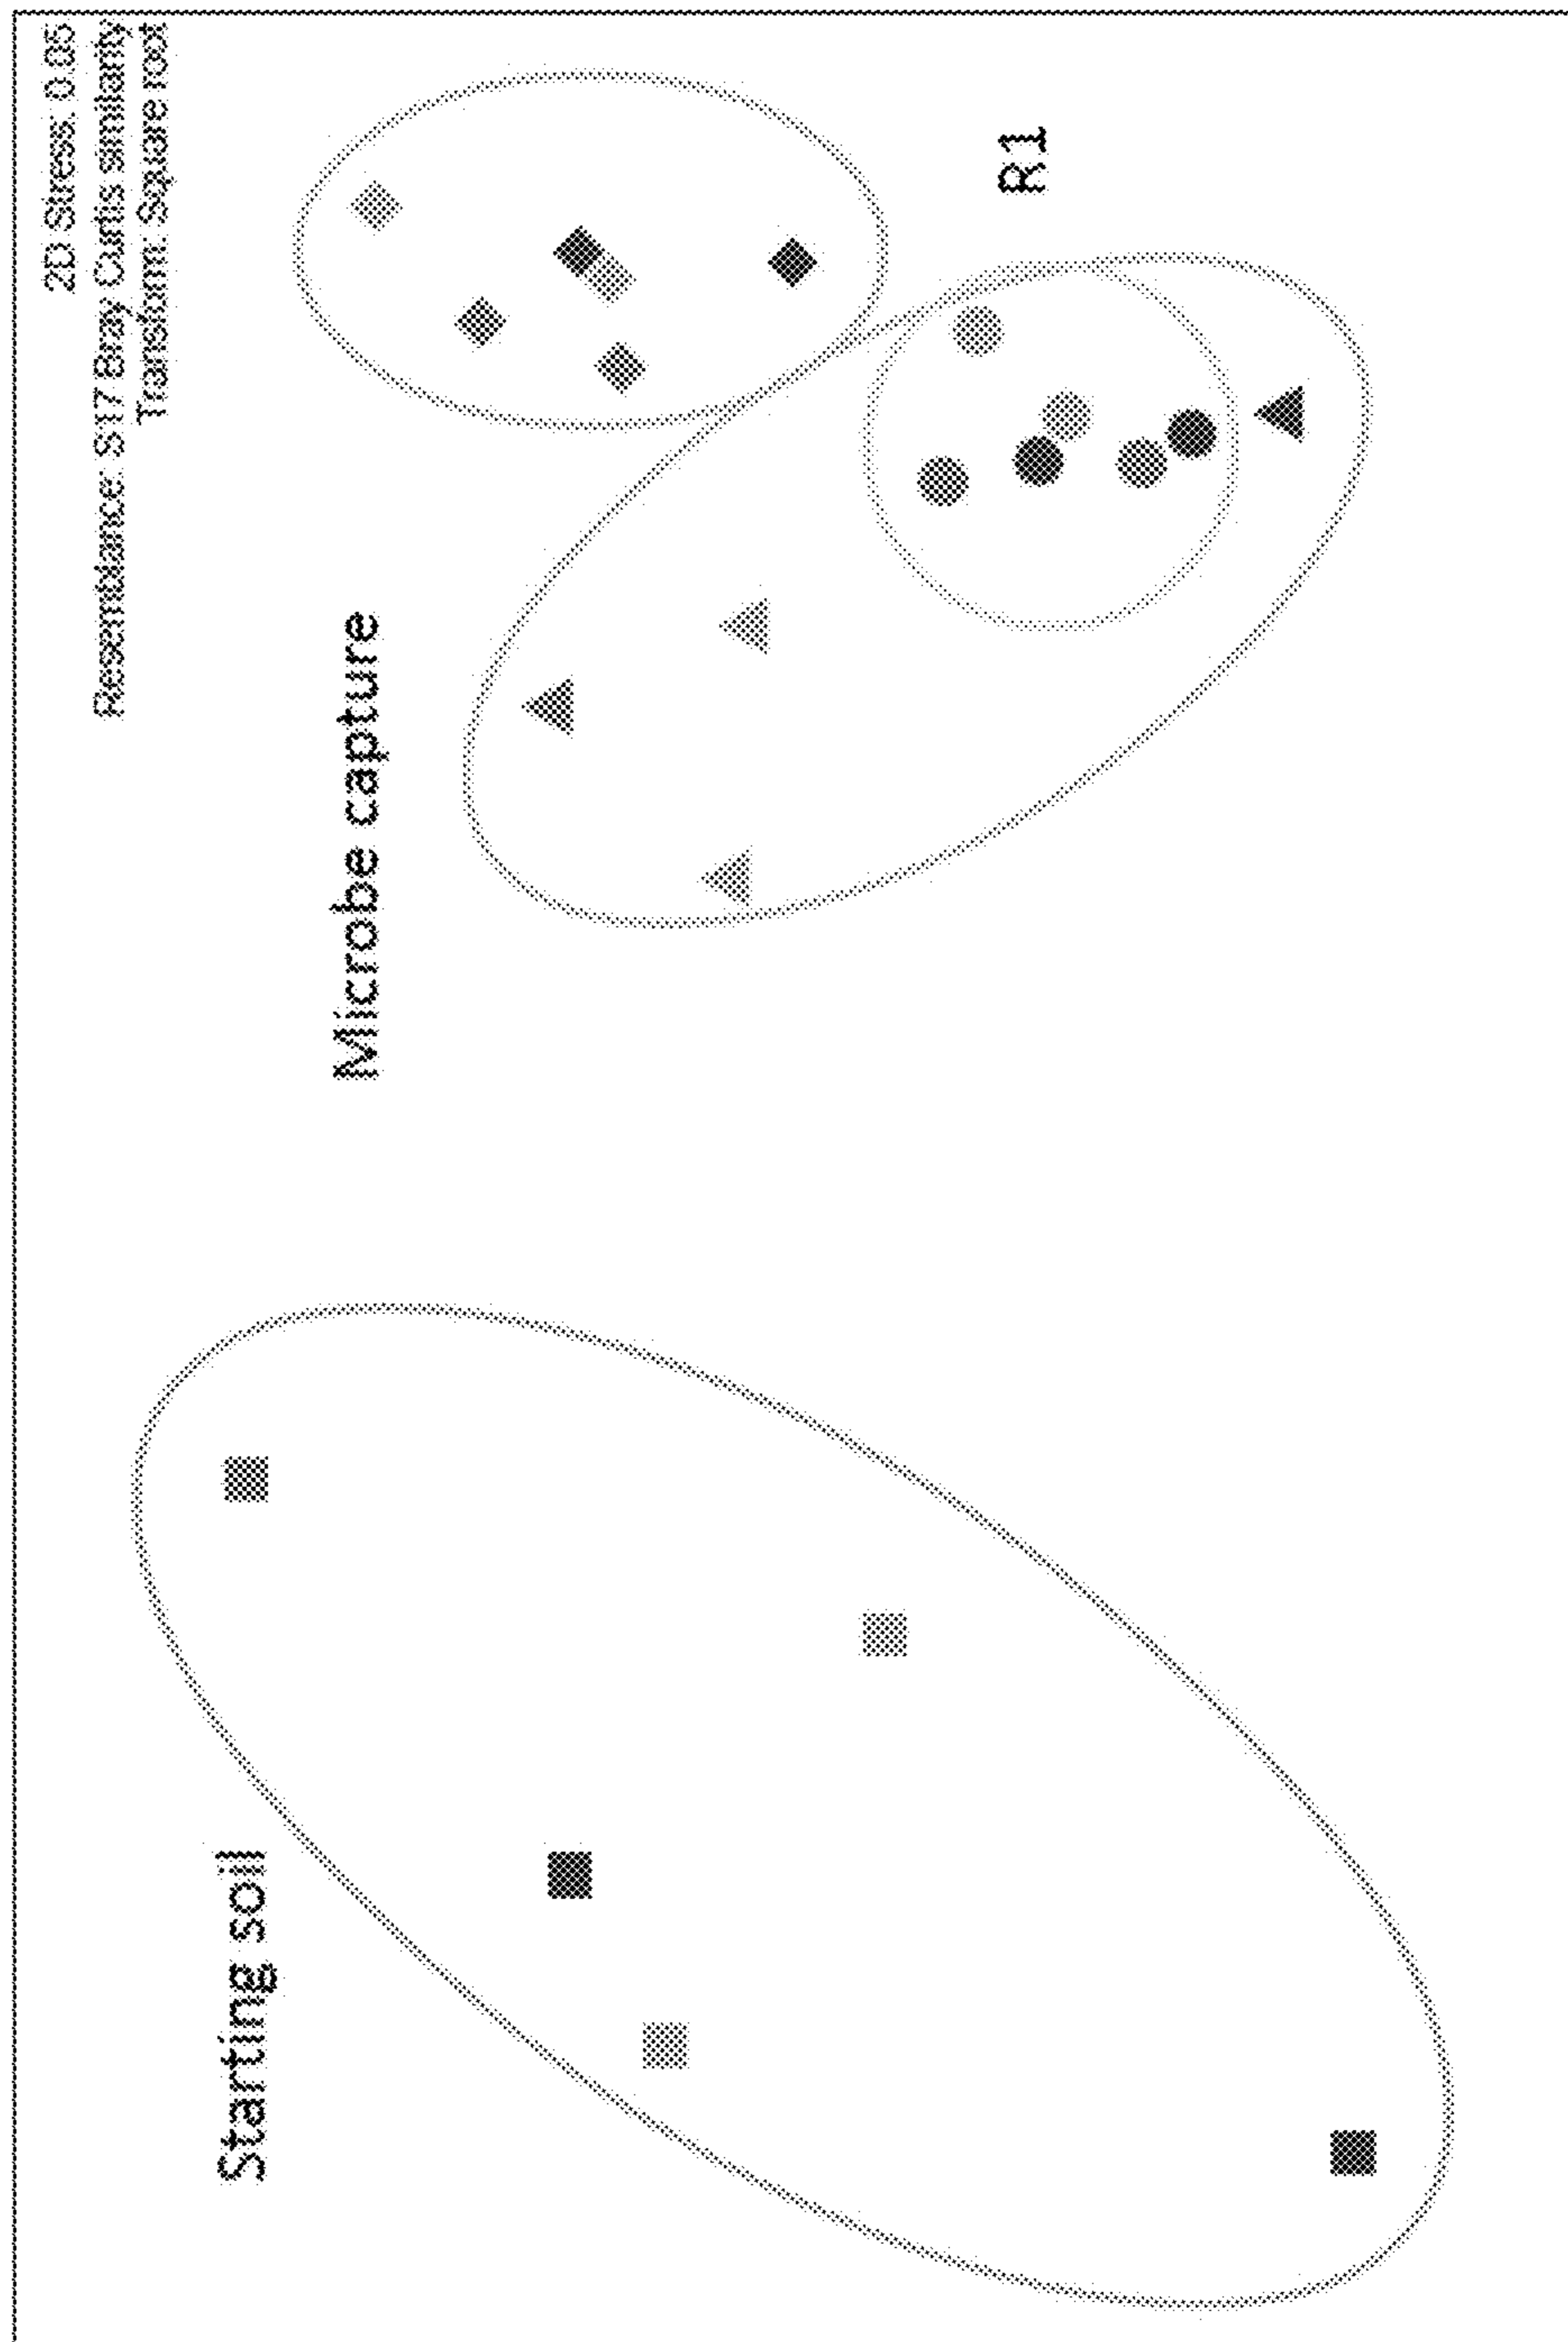 2D Stress: 0.05
Resemblance: S17 Bray Curtis similarity
Transform: Square root
Microbe capture
R1
Starting soil